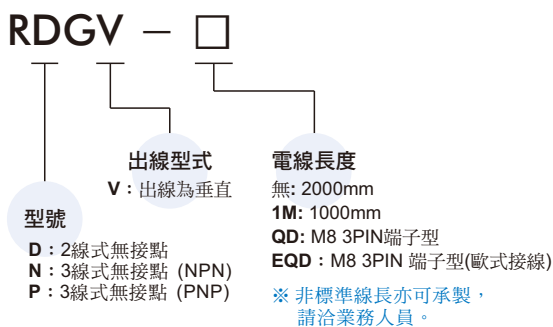 RDGV － □
出線型式
V：出線為垂直
電線長度
無: 2000mm
1M: 1000mm
QD: M8 3PIN端子型
EQD：M8 3PIN 端子型(歐式接線)
※ 非標準線長亦可承製，
請洽業務人員。
型號
D：2線式無接點
N：3線式無接點 (NPN)
P：3線式無接點 (PNP)